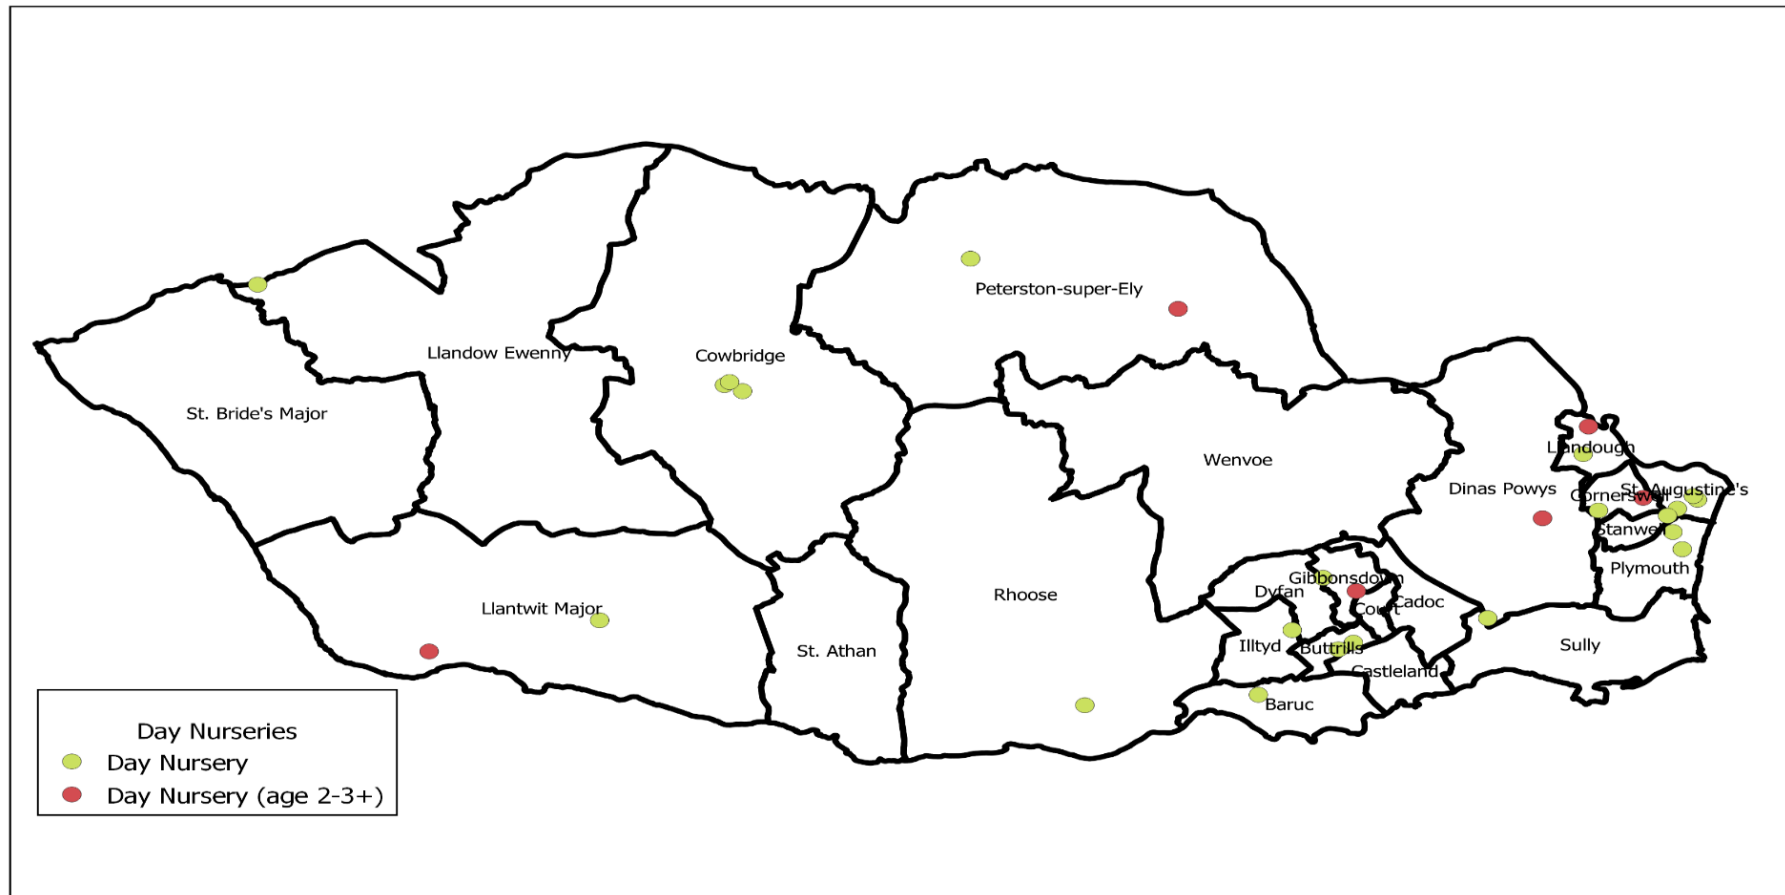 Peterston-super-Ely
Llandow Ewenny
Cowbridge
St. Bride's Major
Wenvoe
Llandough
Dinas Powys
St. Augustine's
Cornerswell
Stanwell
Plymouth
Gibbonsdown
Dyfan
Rhoose
Court
Cadoc
Llantwit Major
St. Athan
Illtyd
Buttrills
Sully
Castleland
Baruc
Day Nurseries
Day Nursery
Day Nursery (age 2-3+)